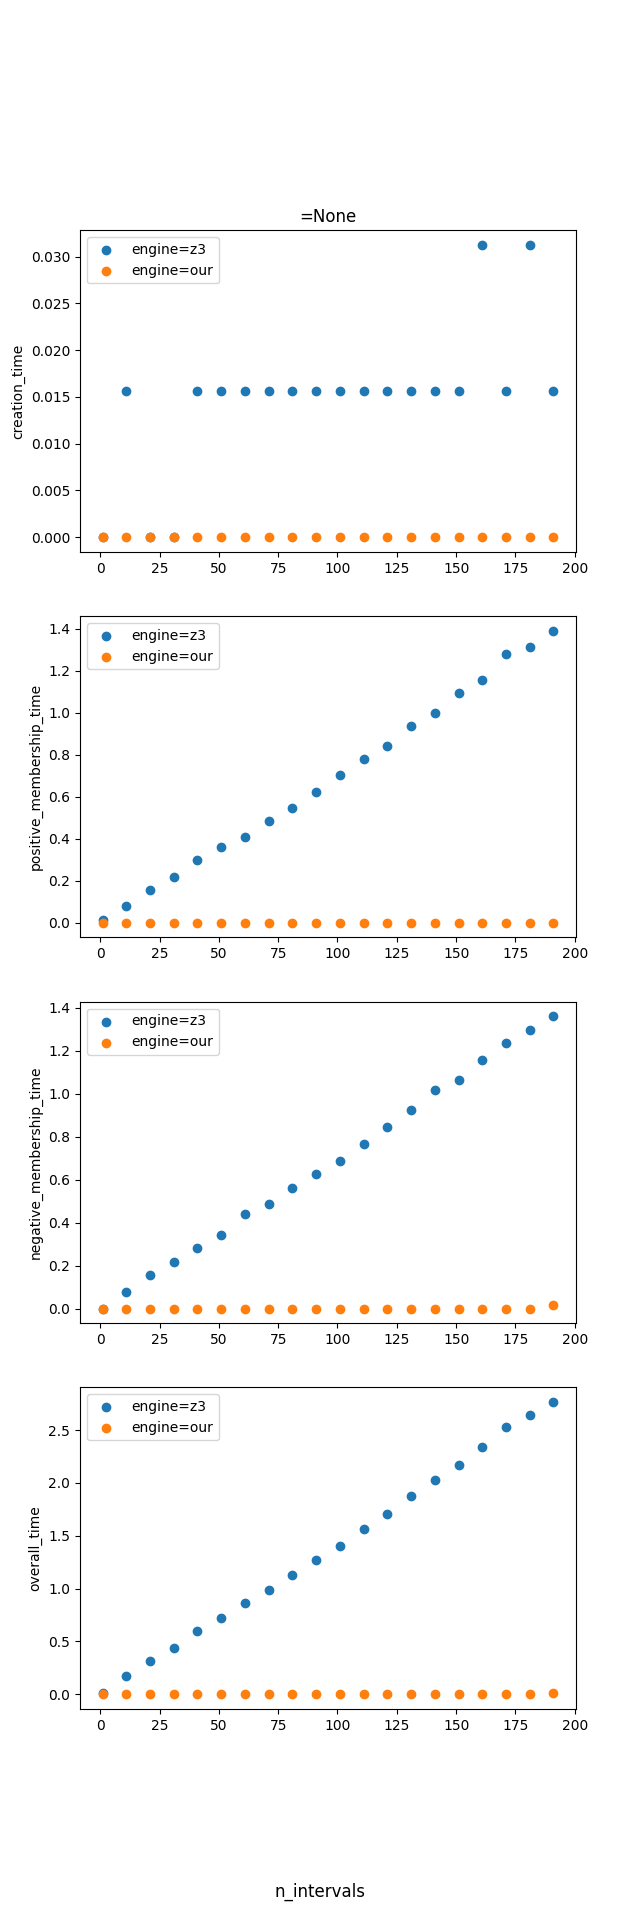 =None
engine=z3
engine=our
creation_time
0.030
0.025
0.020
0.015
0.010
0.005
0.000
0 25 50 75 100 125 150 175 200
engine=z3
engine=our
positive_membership_time
1.4
1.2
1.0
0.8
0.6
0.4
0.2
0.0
0 25 50 75 100 125 150 175 200
engine=z3
engine=our
negative_membership_time
1.4
1.2
1.0
0.8
0.6
0.4
0.2
0.0
0 25 50 75 100 125 150 175 200
engine=z3
engine=our
overall_time
2.5
2.0
1.5
1.0
0.5
0.0
0 25 50 75 100 125 150 175 200
n_intervals